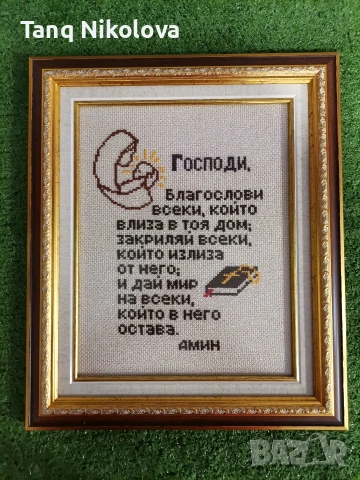 Tanq Nikolova
Господи,
Благослови
всеки, който
влиза в тоя дом;
закриляй всеки,
който излиза
от него;
и дай мир
на всеки,
който в него
остава.
Амин
BAZAR